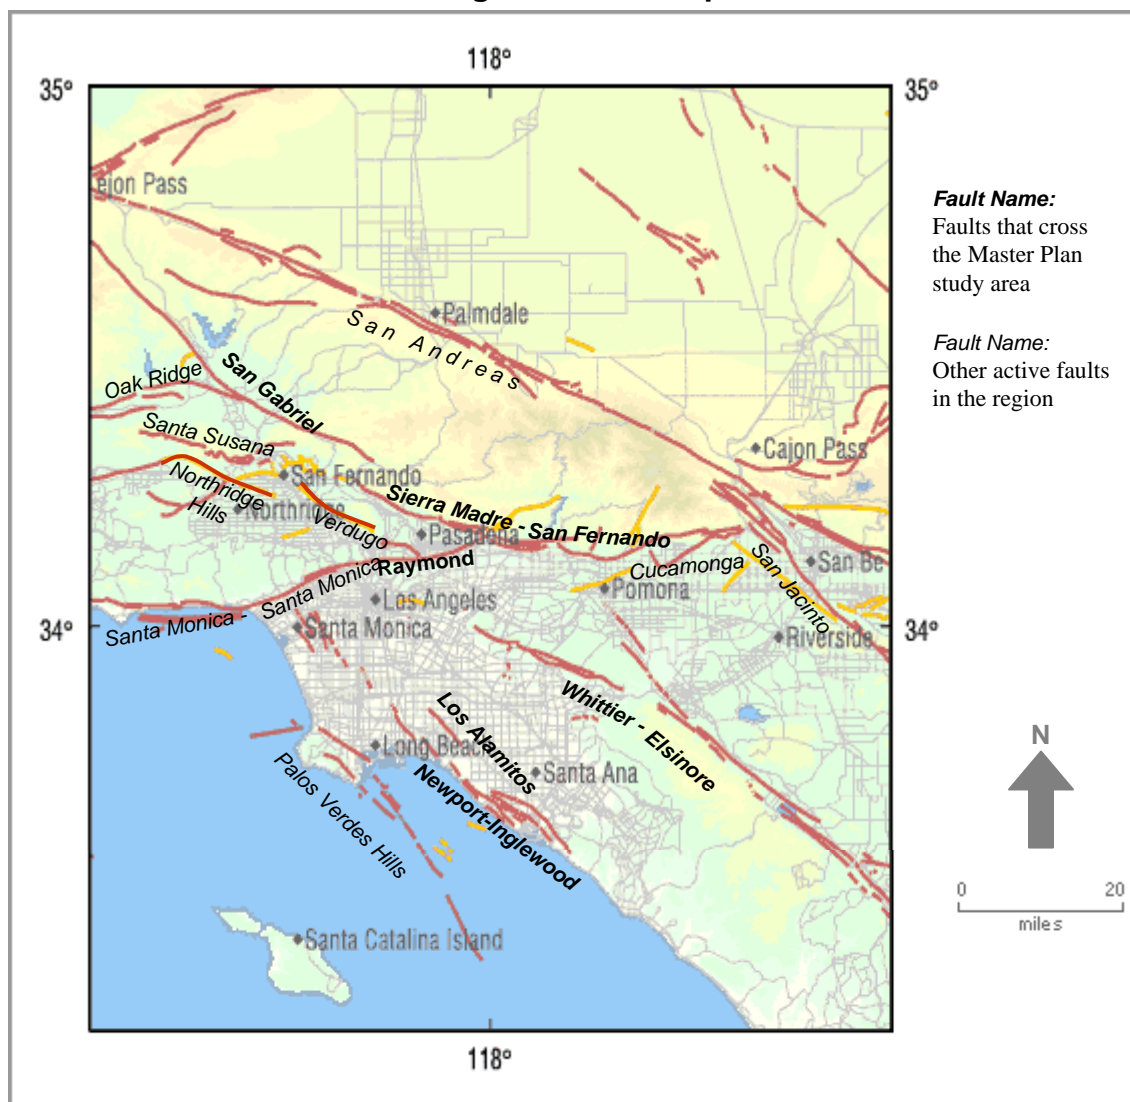 118°
35°
35°
ejon Pass
Fault Name:
Faults that cross
the Master Plan
study area
Palmdale
San Andreas
Fault Name:
Other active faults
in the region
Oak Ridge
San Gabriel
Santa Susana
Cajon Pass
San Fernando
Northridge
Hills
Northridge
Verdugo
Sierra Madre - San Fernando
Pasadena
Raymond
Cucamonga
San Jacinto
San Be
Pomona
Santa Monica
Los Angeles
Santa Monica -
34°
34°
Santa Monica
Riverside
Whittier - Elsinore
Los Alamitos
Long Beach
Santa Ana
Palos Verdes Hills
Newport-Inglewood
N
0 20
miles
Santa Catalina Island
118°